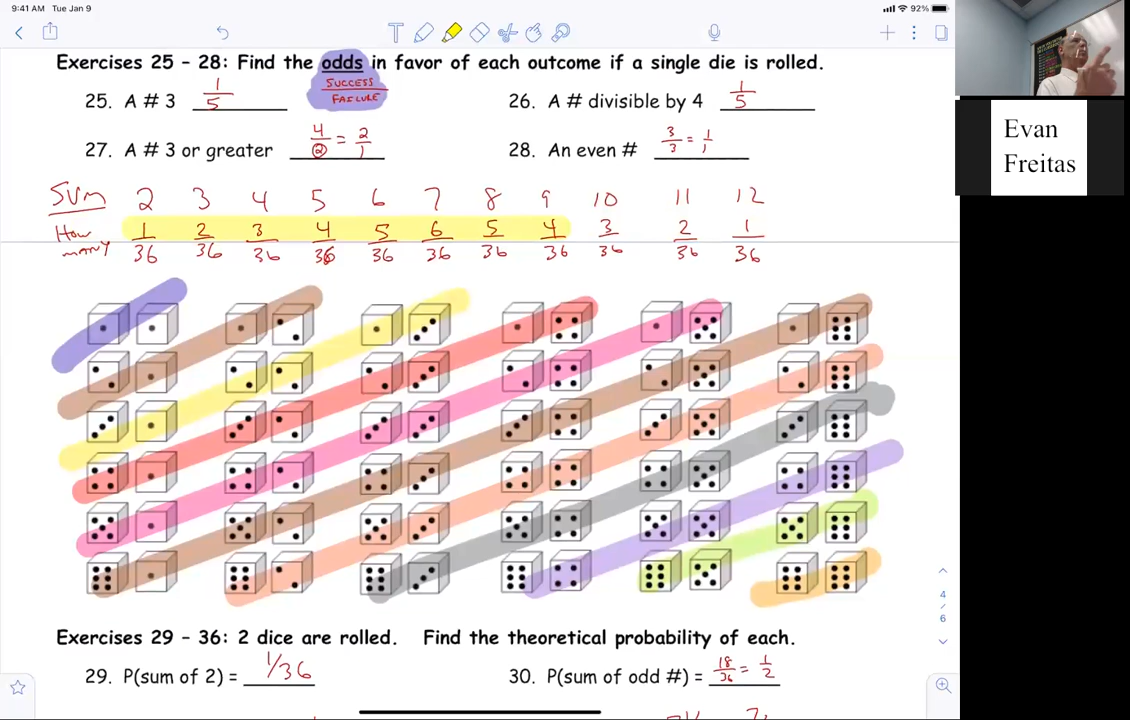 9:41 AM Tue Jan 9 92%
Exercises 25 - 28: Find the odds in favor of each outcome if a single die is rolled.
SUCCESS
FAILURE
25. A # 3 1/5 26. A # divisible by 4 1/5
27. A # 3 or greater 4/2 = 2/1 28. An even # 3/3 = 1/1
SUM 2 3 4 5 6 7 8 9 10 11 12
How many 1/36 2/36 3/36 4/36 5/36 6/36 5/36 4/36 3/36 2/36 1/36
Exercises 29 - 36: 2 dice are rolled. Find the theoretical probability of each.
29. P(sum of 2) = 1/36 30. P(sum of odd #) = 18/36 = 1/2
4
/
6
Evan
Freitas